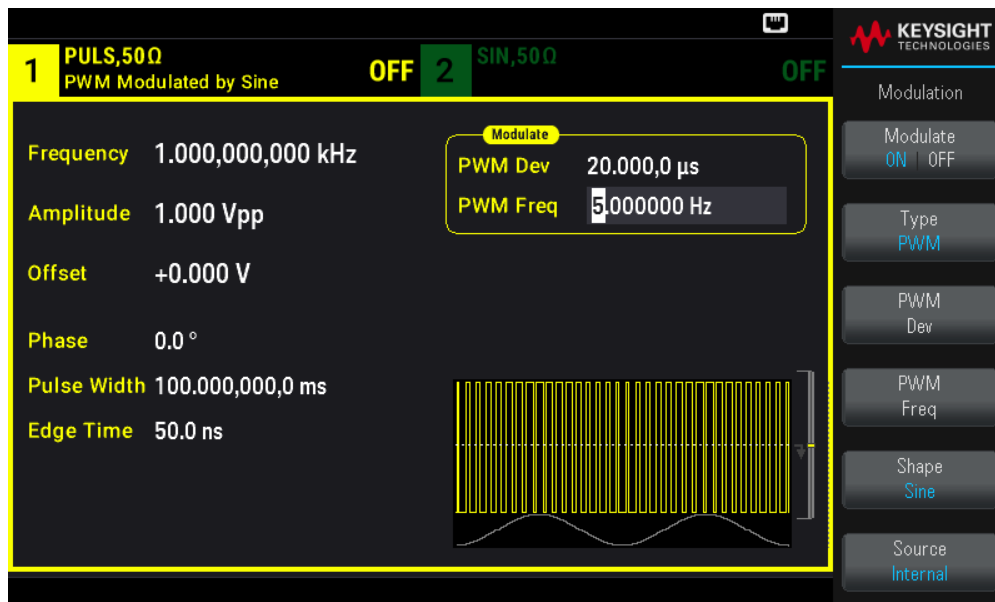 1
PULS,50Ω
PWM Modulated by Sine
OFF
2
SIN,50Ω
OFF
Frequency 1.000,000,000 kHz
Amplitude 1.000 Vpp
Offset +0.000 V
Phase 0.0 °
Pulse Width 100.000,000,0 ms
Edge Time 50.0 ns
Modulate
PWM Dev 20.000,0 µs
PWM Freq 5.000000 Hz
KEYSIGHT
TECHNOLOGIES
Modulation
Modulate
ON | OFF
Type
PWM
PWM
Dev
PWM
Freq
Shape
Sine
Source
Internal